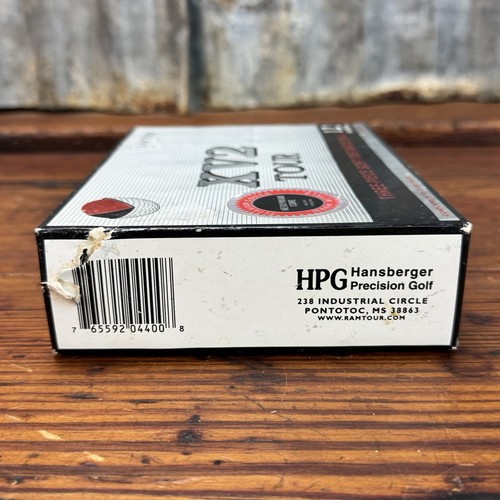 XV2
TOUR
HPG Hansberger
Precision Golf
238 INDUSTRIAL CIRCLE
PONTOTOC, MS 38863
WWW.RAMTOUR.COM
7 65592 04400 8